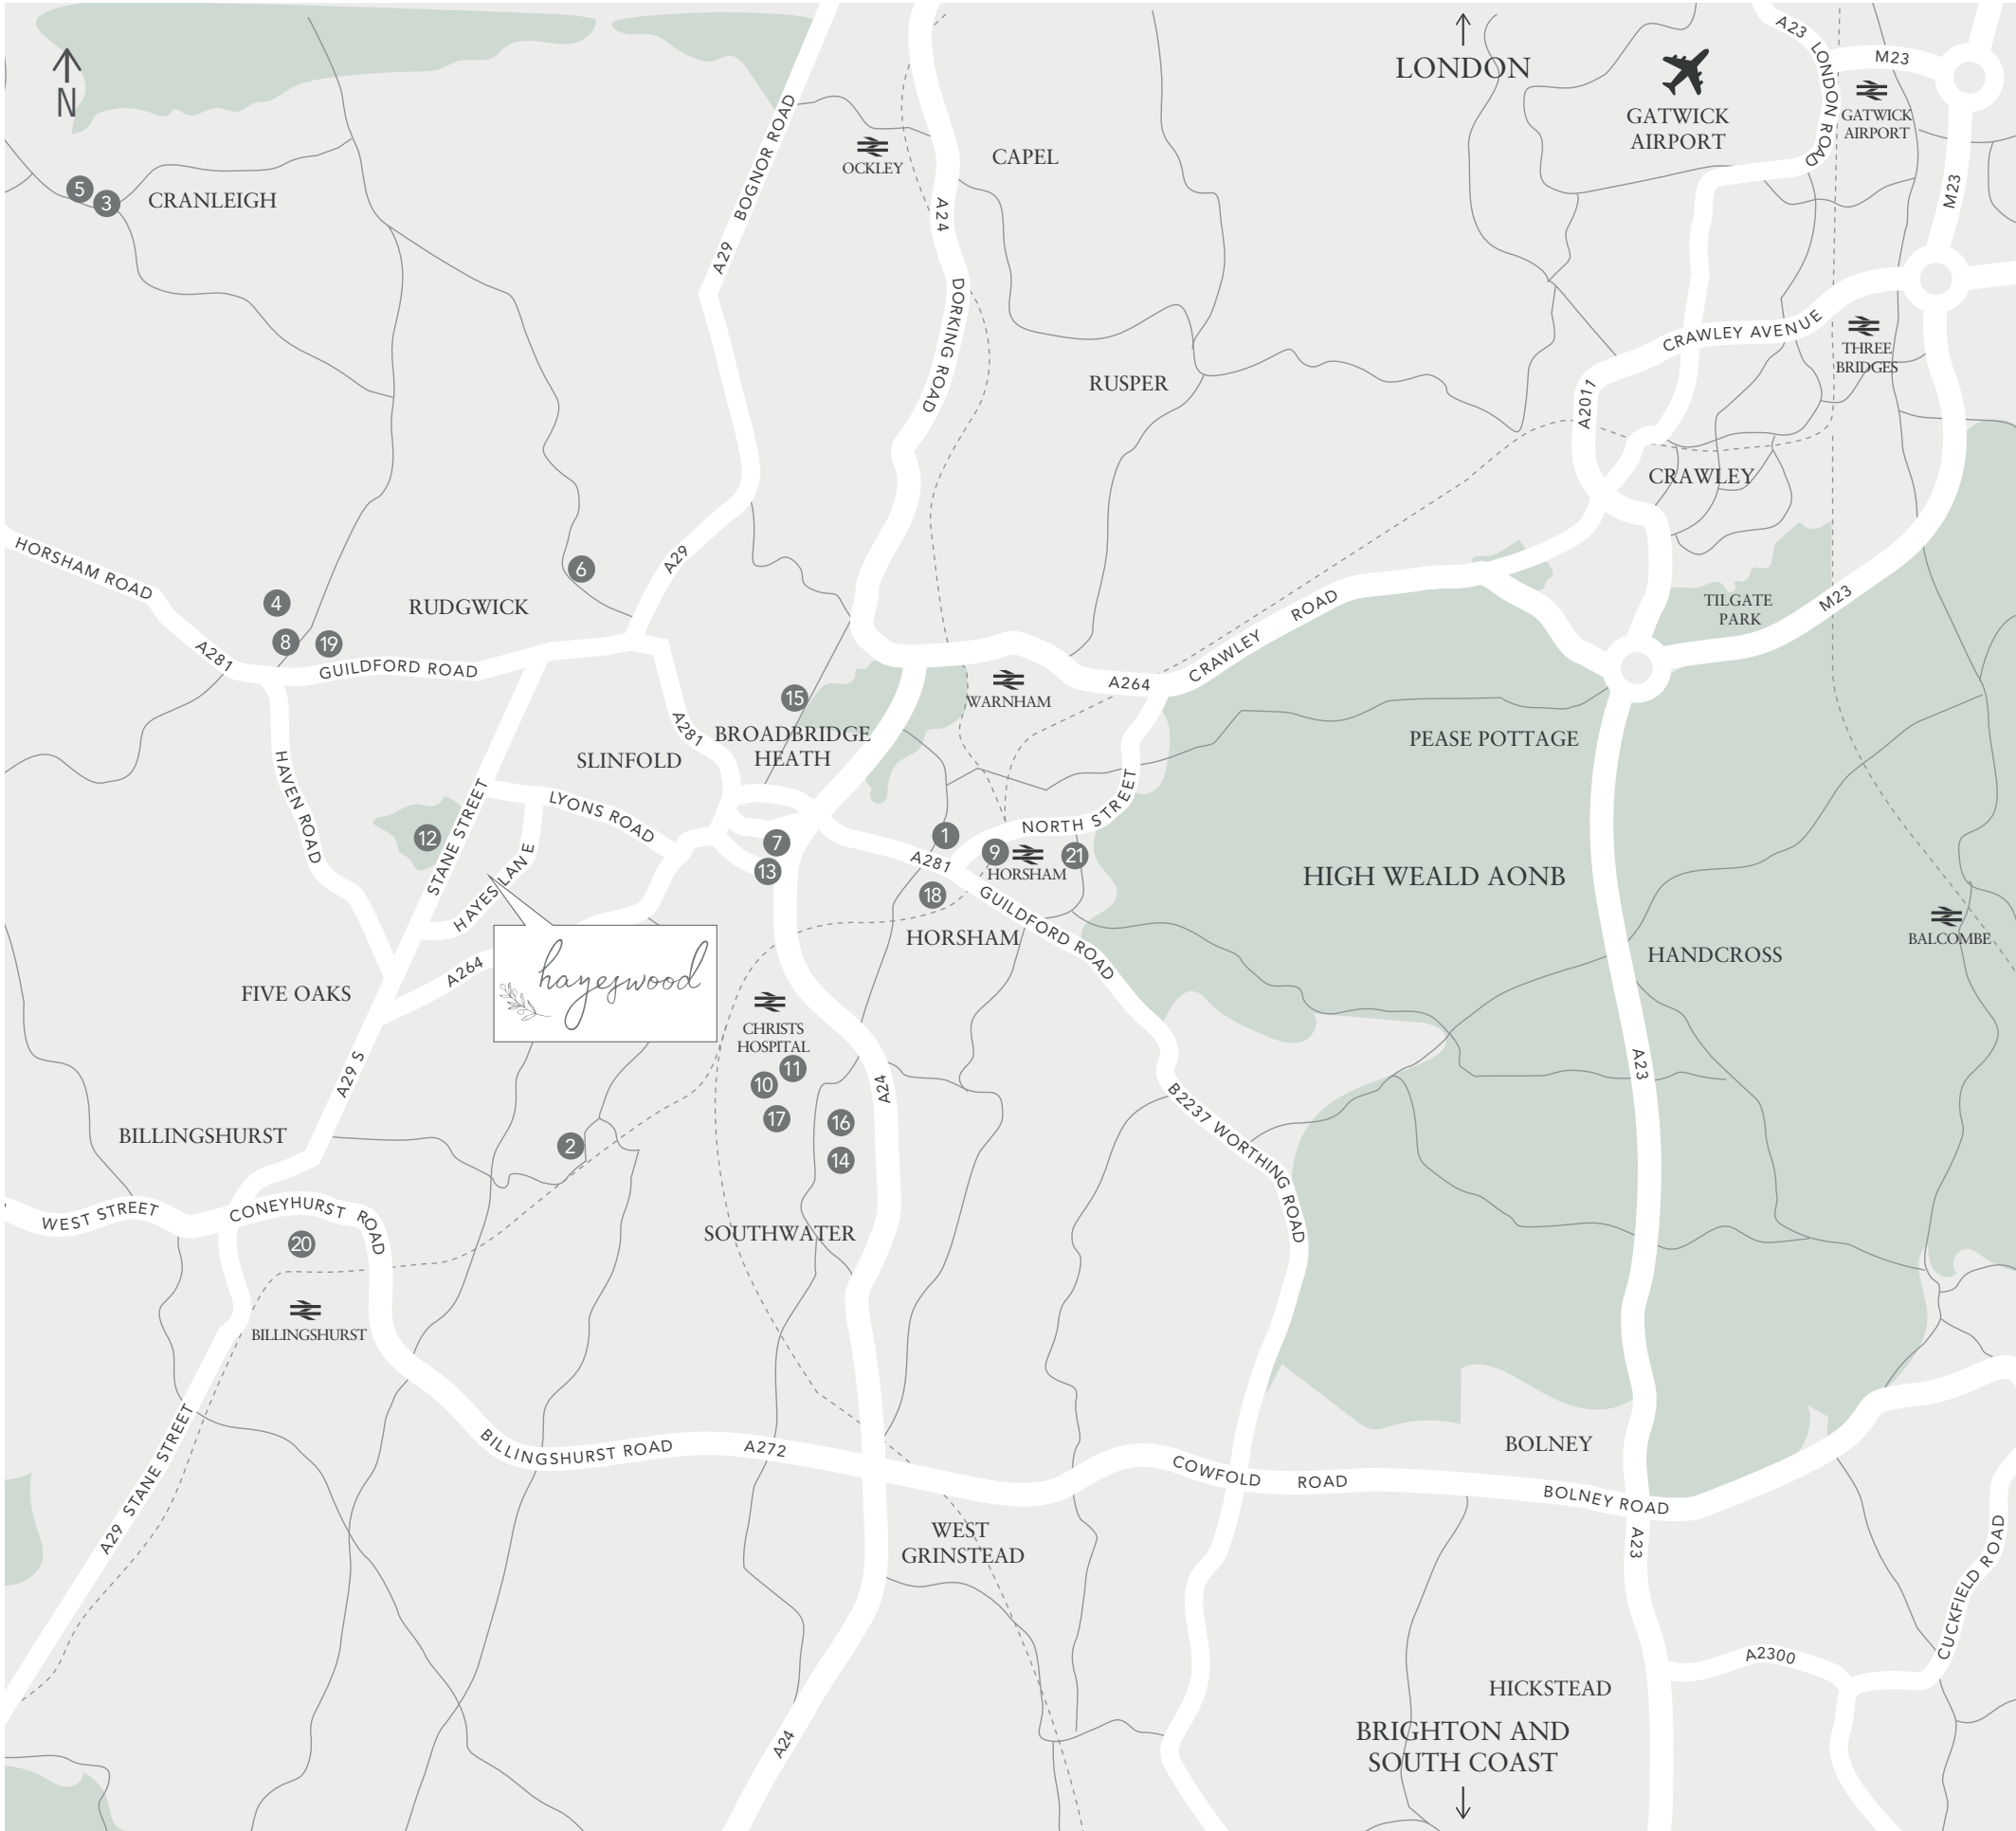 N
LONDON
GATWICK
AIRPORT
A23 LONDON ROAD
M23
GATWICK
AIRPORT
M23
OCKLEY
CAPEL
A29 BOGNOR ROAD
A24
DORKING ROAD
5
3
CRANLEIGH
CRAWLEY AVENUE
THREE
BRIDGES
RUSPER
A2011
CRAWLEY
HORSHAM ROAD
A29
6
4
RUDGWICK
8
19
A281
GUILDFORD ROAD
CRAWLEY ROAD
TILGATE
PARK
M23
WARNHAM
A264
15
BROADBRIDGE
HEATH
A281
SLINFOLD
PEASE POTTAGE
HAVEN ROAD
STANE STREET
LYONS ROAD
NORTH STREET
12
HAYES LANE
7
13
1
A281
9
HORSHAM
21
18
GUILDFORD ROAD
HIGH WEALD AONB
HORSHAM
HANDCROSS
BALCOMBE
FIVE OAKS
A264
hayeswood
CHRISTS
HOSPITAL
A29 S
11
10
17
16
14
A24
A23
B2237 WORTHING ROAD
BILLINGSHURST
2
WEST STREET
CONEYHURST ROAD
20
SOUTHWATER
BILLINGSHURST
A29 STANE STREET
BILLINGSHURST ROAD
A272
COWFOLD ROAD
BOLNEY
BOLNEY ROAD
A23
WEST
GRINSTEAD
CUCKFIELD ROAD
A2300
HICKSTEAD
A24
BRIGHTON AND
SOUTH COAST